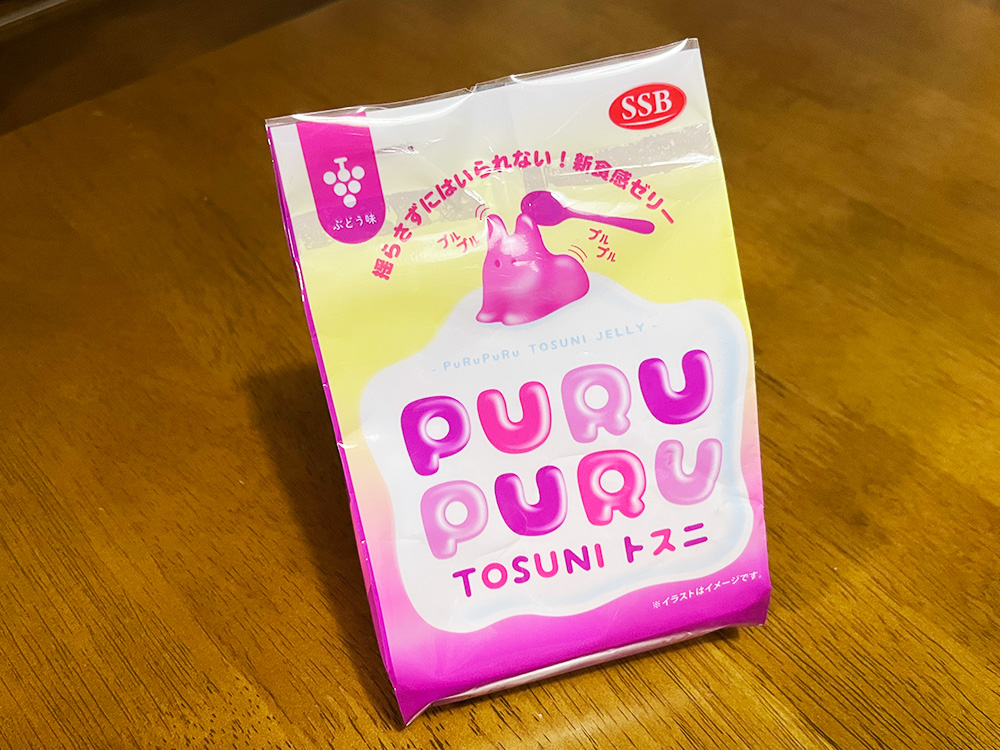 SSB
ぶどう味
揺らさずにはいられない！新食感ゼリー
プル
プル
プル
プル
- PURUPURU TOSUNI JELLY -
PURU
PURU
TOSUNI トスニ
※イラストはイメージです。